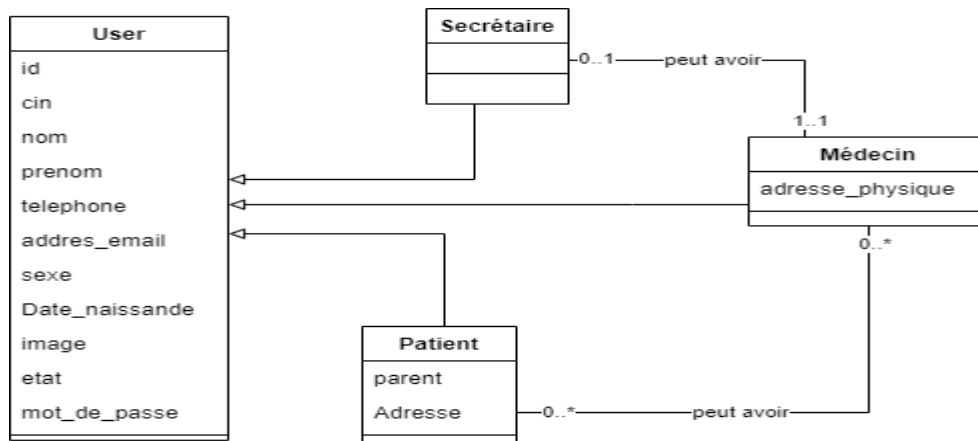 User
id
cin
nom
prenom
telephone
addres_email
sexe
Date_naissande
image
etat
mot_de_passe
Secrétaire
0..1
peut avoir
1..1
Médecin
adresse_physique
0..*
Patient
parent
Adresse
0..*
peut avoir